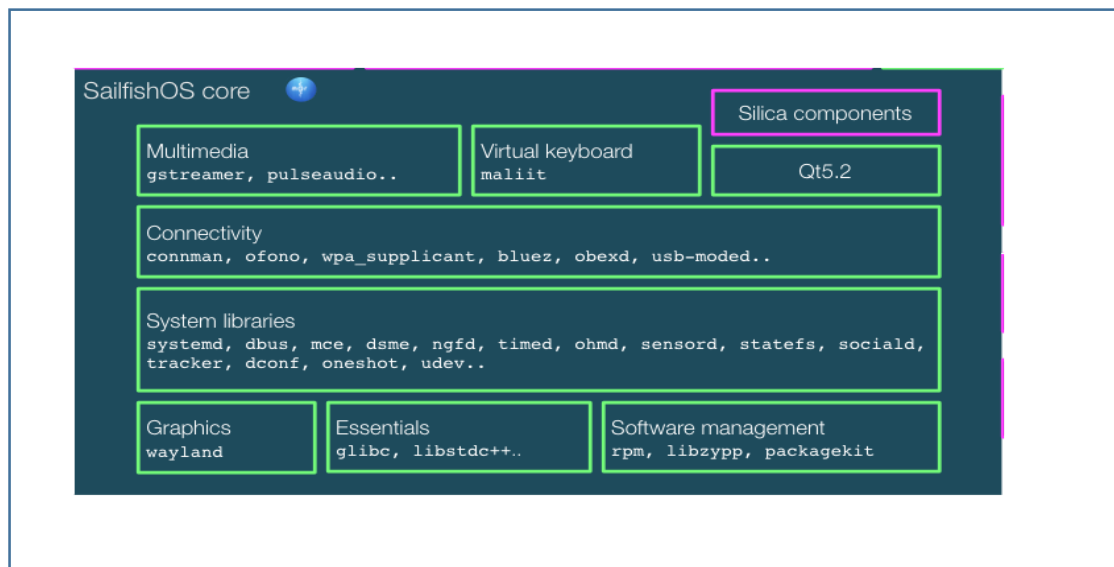 SailfishOS core
Silica components
Multimedia
gstreamer, pulseaudio..
Virtual keyboard
maliit
Qt5.2
Connectivity
connman, ofono, wpa_supplicant, bluez, obexd, usb-moded..
System libraries
systemd, dbus, mce, dsme, ngfd, timed, ohmd, sensord, statefs, sociald,
tracker, dconf, oneshot, udev..
Graphics
wayland
Essentials
glibc, libstdc++..
Software management
rpm, libzypp, packagekit